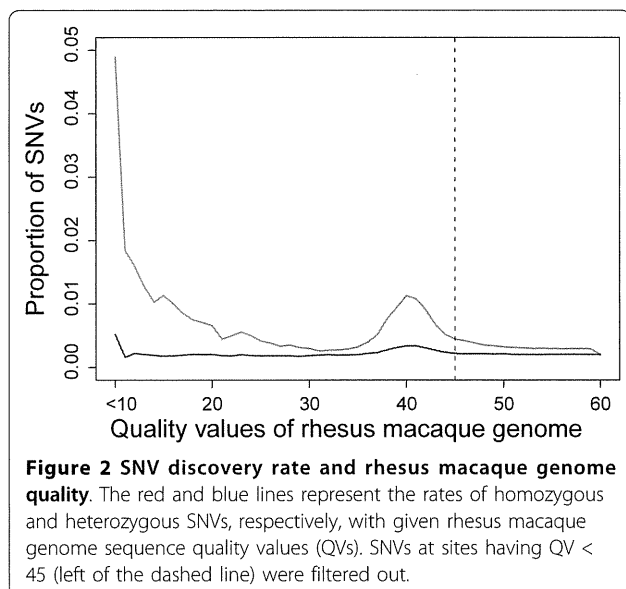 0.05
0.04
0.03
0.02
0.01
0.00
Proportion of SNVs
<10
20
30
40
50
60
Quality values of rhesus macaque genome
Figure 2 SNV discovery rate and rhesus macaque genome
quality. The red and blue lines represent the rates of homozygous
and heterozygous SNVs, respectively, with given rhesus macaque
genome sequence quality values (QVs). SNVs at sites having QV <
45 (left of the dashed line) were filtered out.